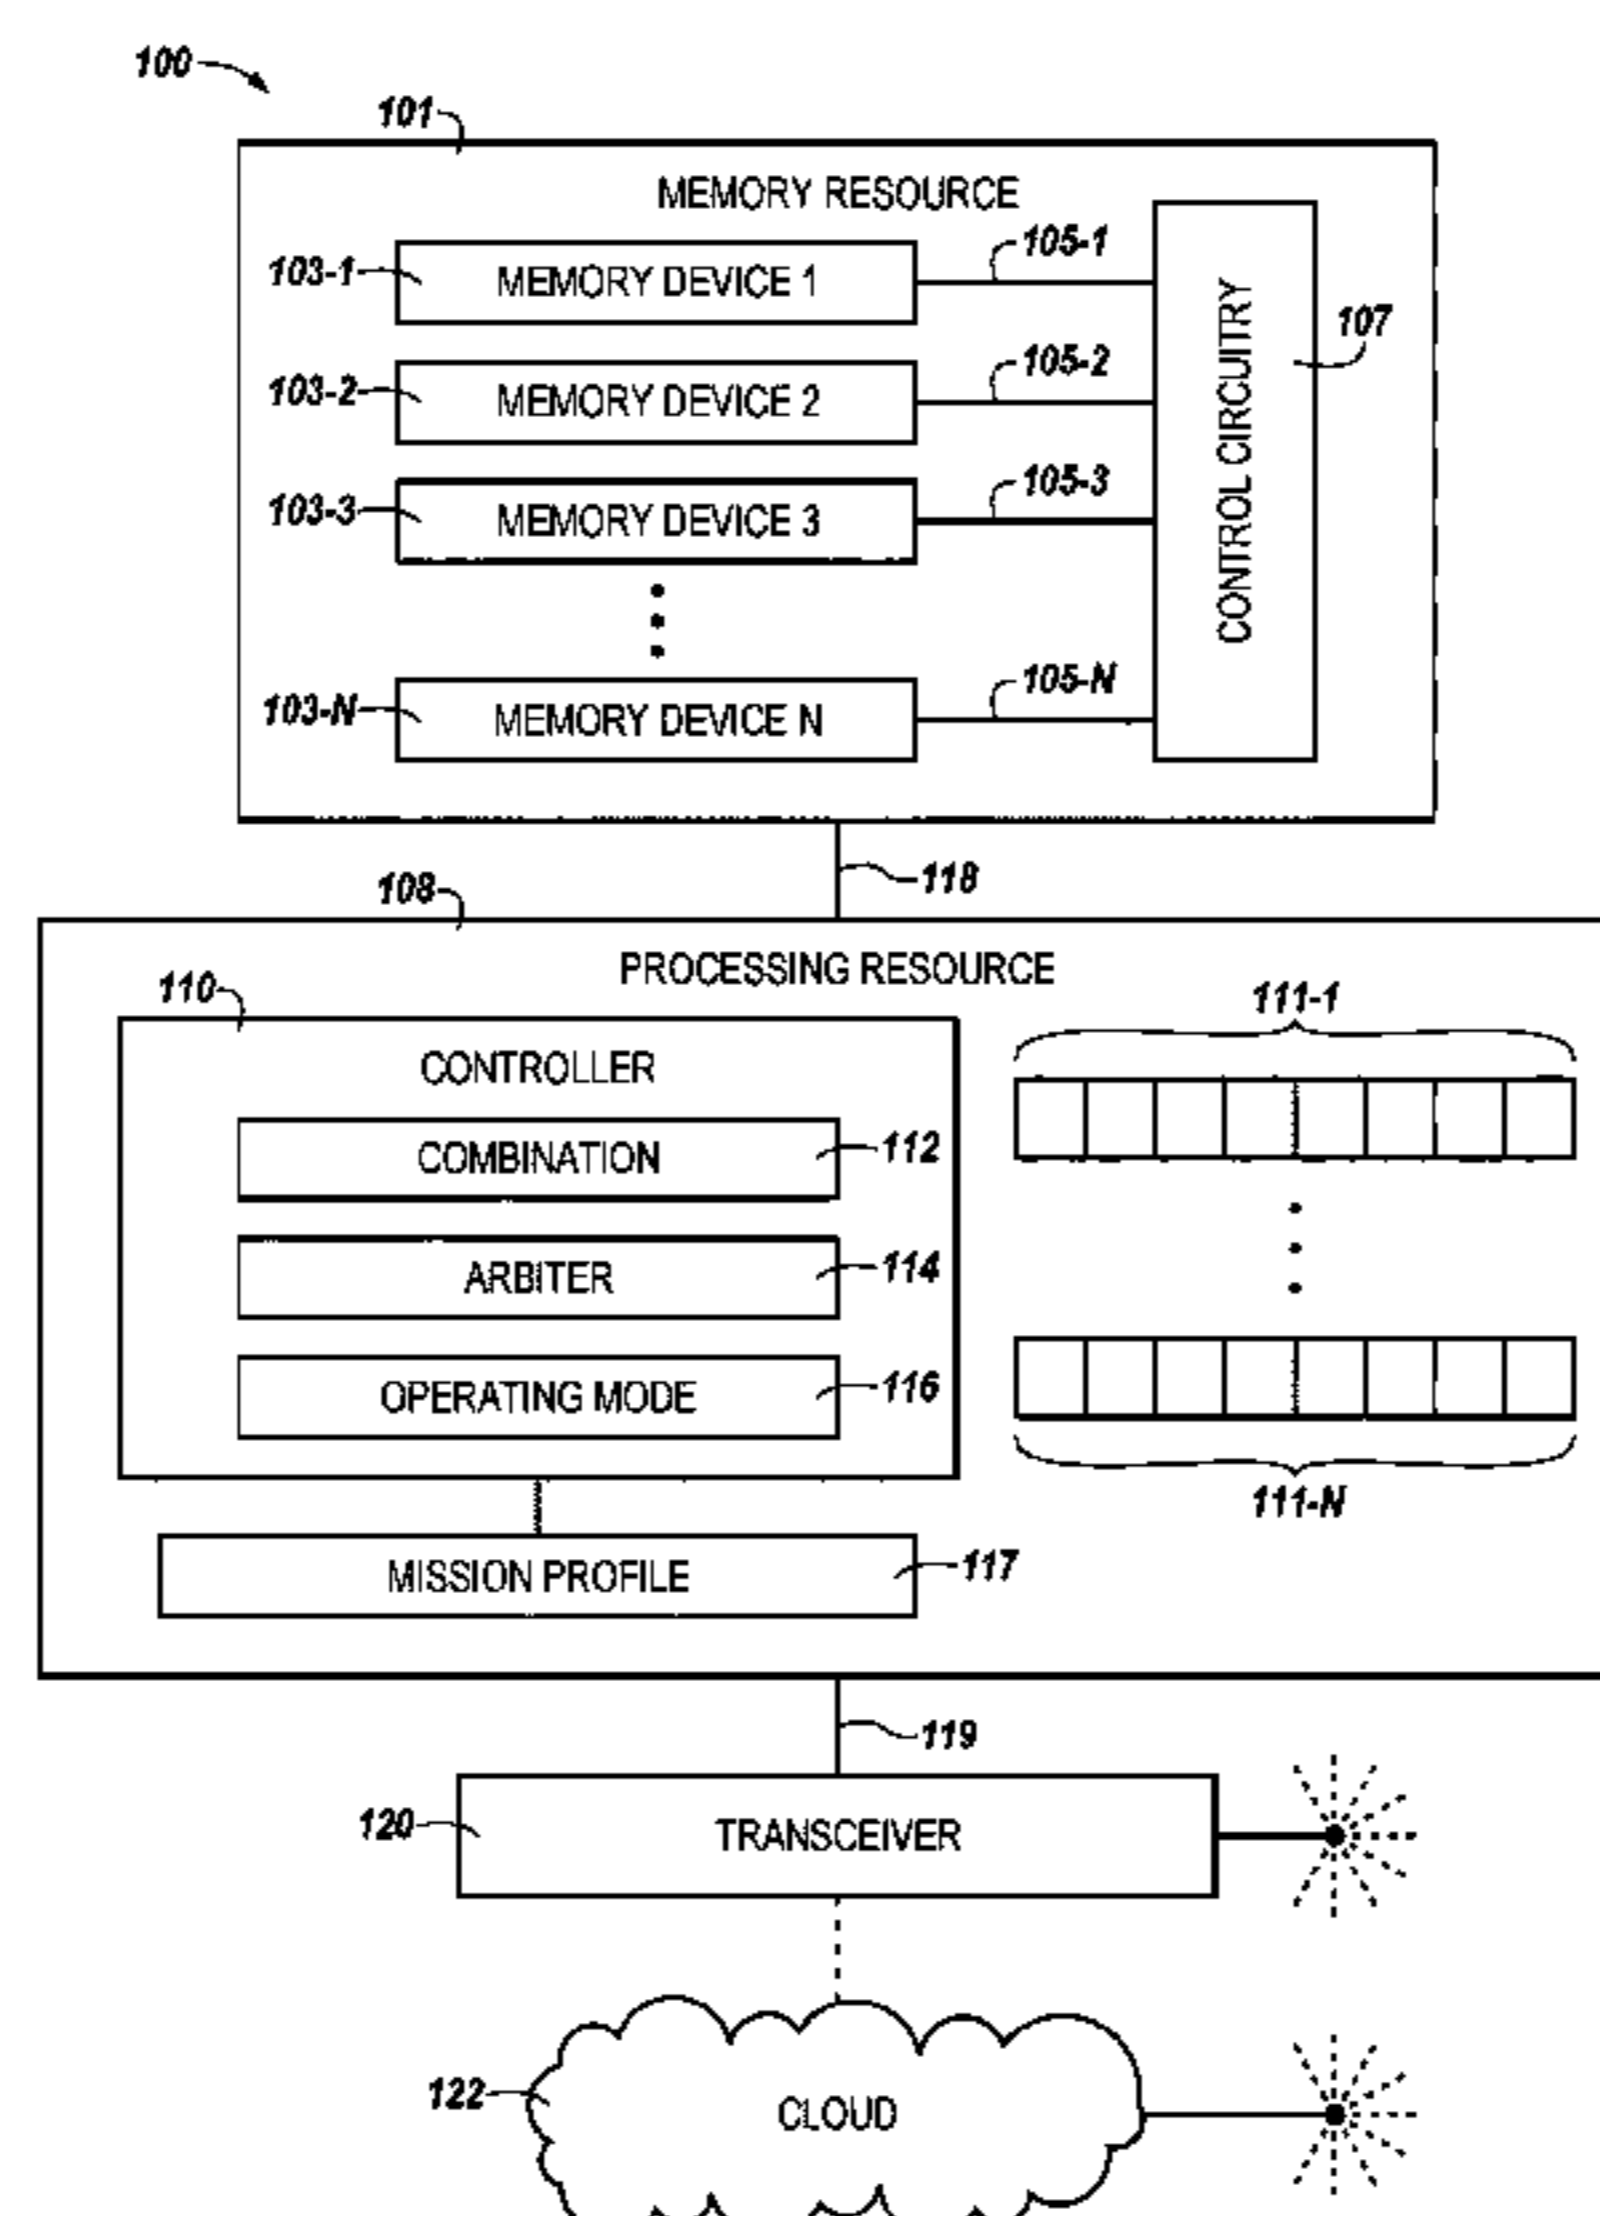 100
101
MEMORY RESOURCE
103-1
MEMORY DEVICE 1
105-1
103-2
MEMORY DEVICE 2
105-2
103-3
MEMORY DEVICE 3
105-3
103-N
MEMORY DEVICE N
105-N
CONTROL CIRCUITRY
107
118
108
PROCESSING RESOURCE
110
CONTROLLER
COMBINATION
112
ARBITER
114
OPERATING MODE
116
111-1
111-N
MISSION PROFILE
117
119
120
TRANSCEIVER
122
CLOUD